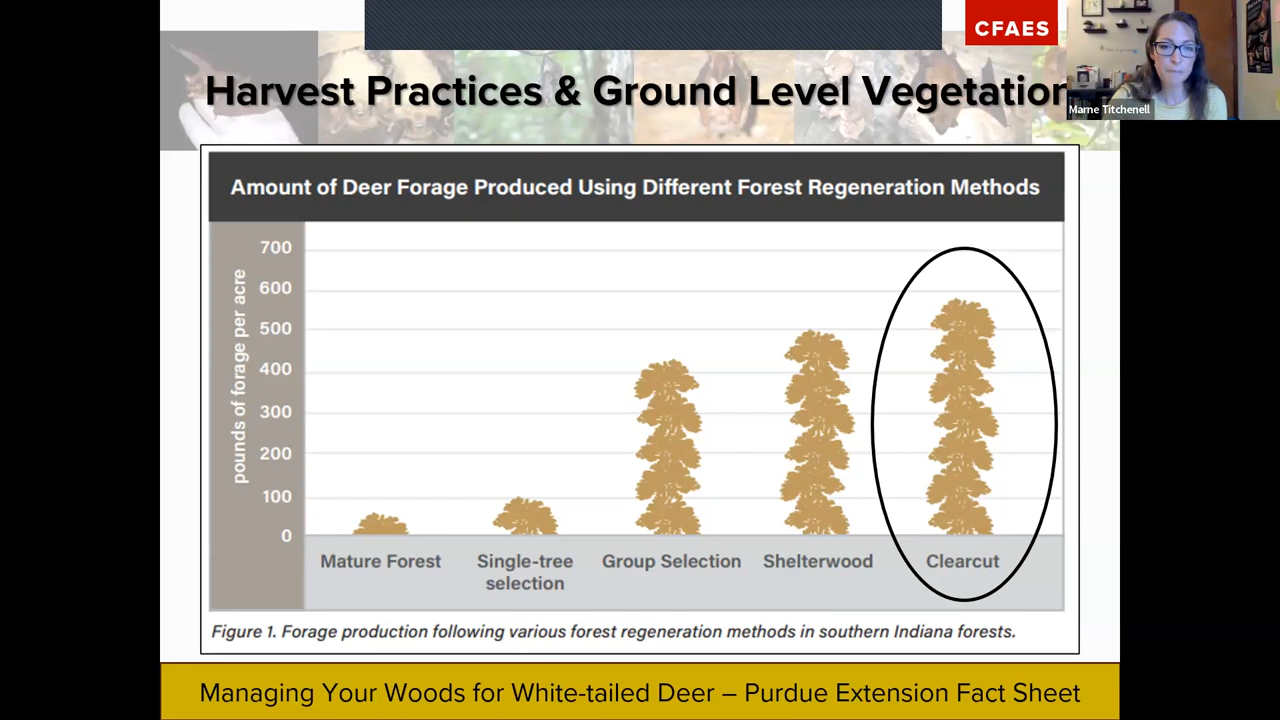 CFAES
Harvest Practices & Ground Level Vegetation
Marne Titchenell
Amount of Deer Forage Produced Using Different Forest Regeneration Methods
pounds of forage per acre
700
600
500
400
300
200
100
0
Mature Forest
Single-tree
selection
Group Selection
Shelterwood
Clearcut
Figure 1. Forage production following various forest regeneration methods in southern Indiana forests.
Managing Your Woods for White-tailed Deer – Purdue Extension Fact Sheet